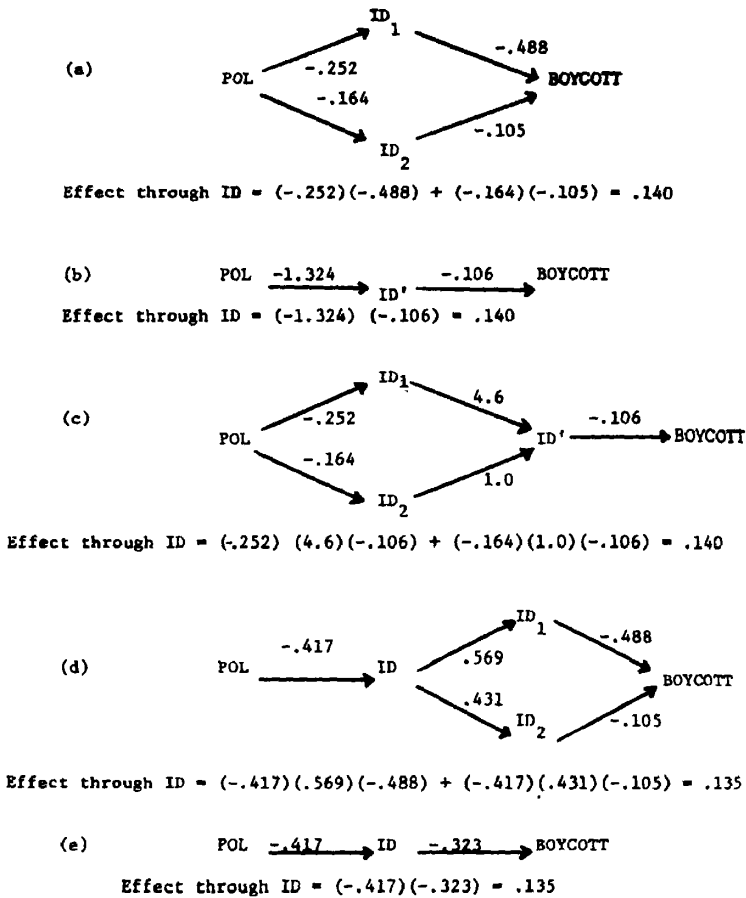 ID1
-.488
(a)
-.252
POL
BOYCOTT
-.164
-.105
ID2
Effect through ID = (-.252)(-.488) + (-.164)(-.105) = .140
(b) POL -1.324 ID' -.106 BOYCOTT
Effect through ID = (-1.324) (-.106) = .140
ID1
4.6
(c)
-.252
-.106
POL
ID'
BOYCOTT
-.164
1.0
ID2
Effect through ID = (-.252) (4.6)(-.106) + (-.164)(1.0)(-.106) = .140
ID1
-.488
-.417
.569
(d)
POL
ID
BOYCOTT
.431
ID2
-.105
Effect through ID = (-.417)(.569)(-.488) + (-.417)(.431)(-.105) = .135
(e) POL -.417 ID -.323 BOYCOTT
Effect through ID = (-.417)(-.323) = .135